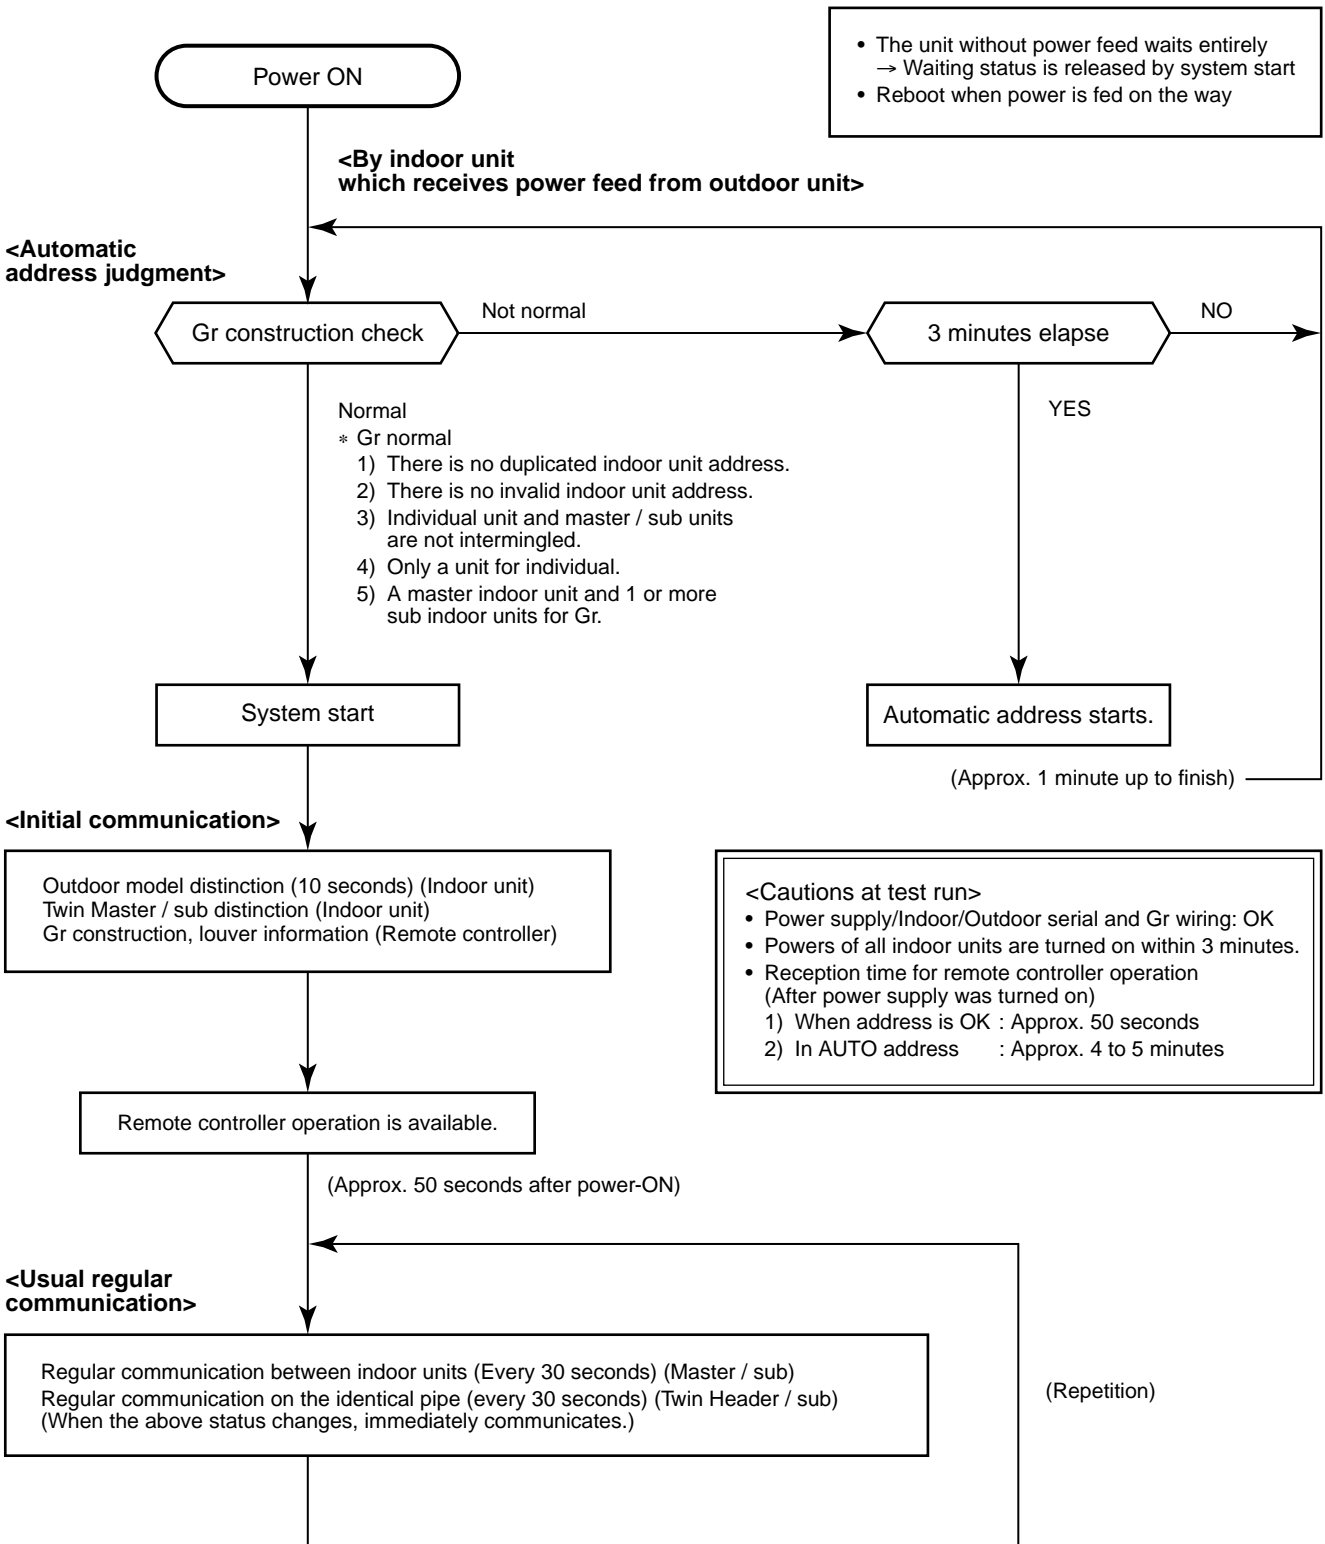 Power ON
• The unit without power feed waits entirely
→ Waiting status is released by system start
• Reboot when power is fed on the way
<By indoor unit
which receives power feed from outdoor unit>
<Automatic
address judgment>
Gr construction check
Not normal
3 minutes elapse
NO
Normal
* Gr normal
1) There is no duplicated indoor unit address.
2) There is no invalid indoor unit address.
3) Individual unit and master / sub units
are not intermingled.
4) Only a unit for individual.
5) A master indoor unit and 1 or more
sub indoor units for Gr.
YES
System start
Automatic address starts.
(Approx. 1 minute up to finish)
<Initial communication>
Outdoor model distinction (10 seconds) (Indoor unit)
Twin Master / sub distinction (Indoor unit)
Gr construction, louver information (Remote controller)
<Cautions at test run>
• Power supply/Indoor/Outdoor serial and Gr wiring: OK
• Powers of all indoor units are turned on within 3 minutes.
• Reception time for remote controller operation
(After power supply was turned on)
1) When address is OK : Approx. 50 seconds
2) In AUTO address : Approx. 4 to 5 minutes
Remote controller operation is available.
(Approx. 50 seconds after power-ON)
<Usual regular
communication>
Regular communication between indoor units (Every 30 seconds) (Master / sub)
Regular communication on the identical pipe (every 30 seconds) (Twin Header / sub)
(When the above status changes, immediately communicates.)
(Repetition)